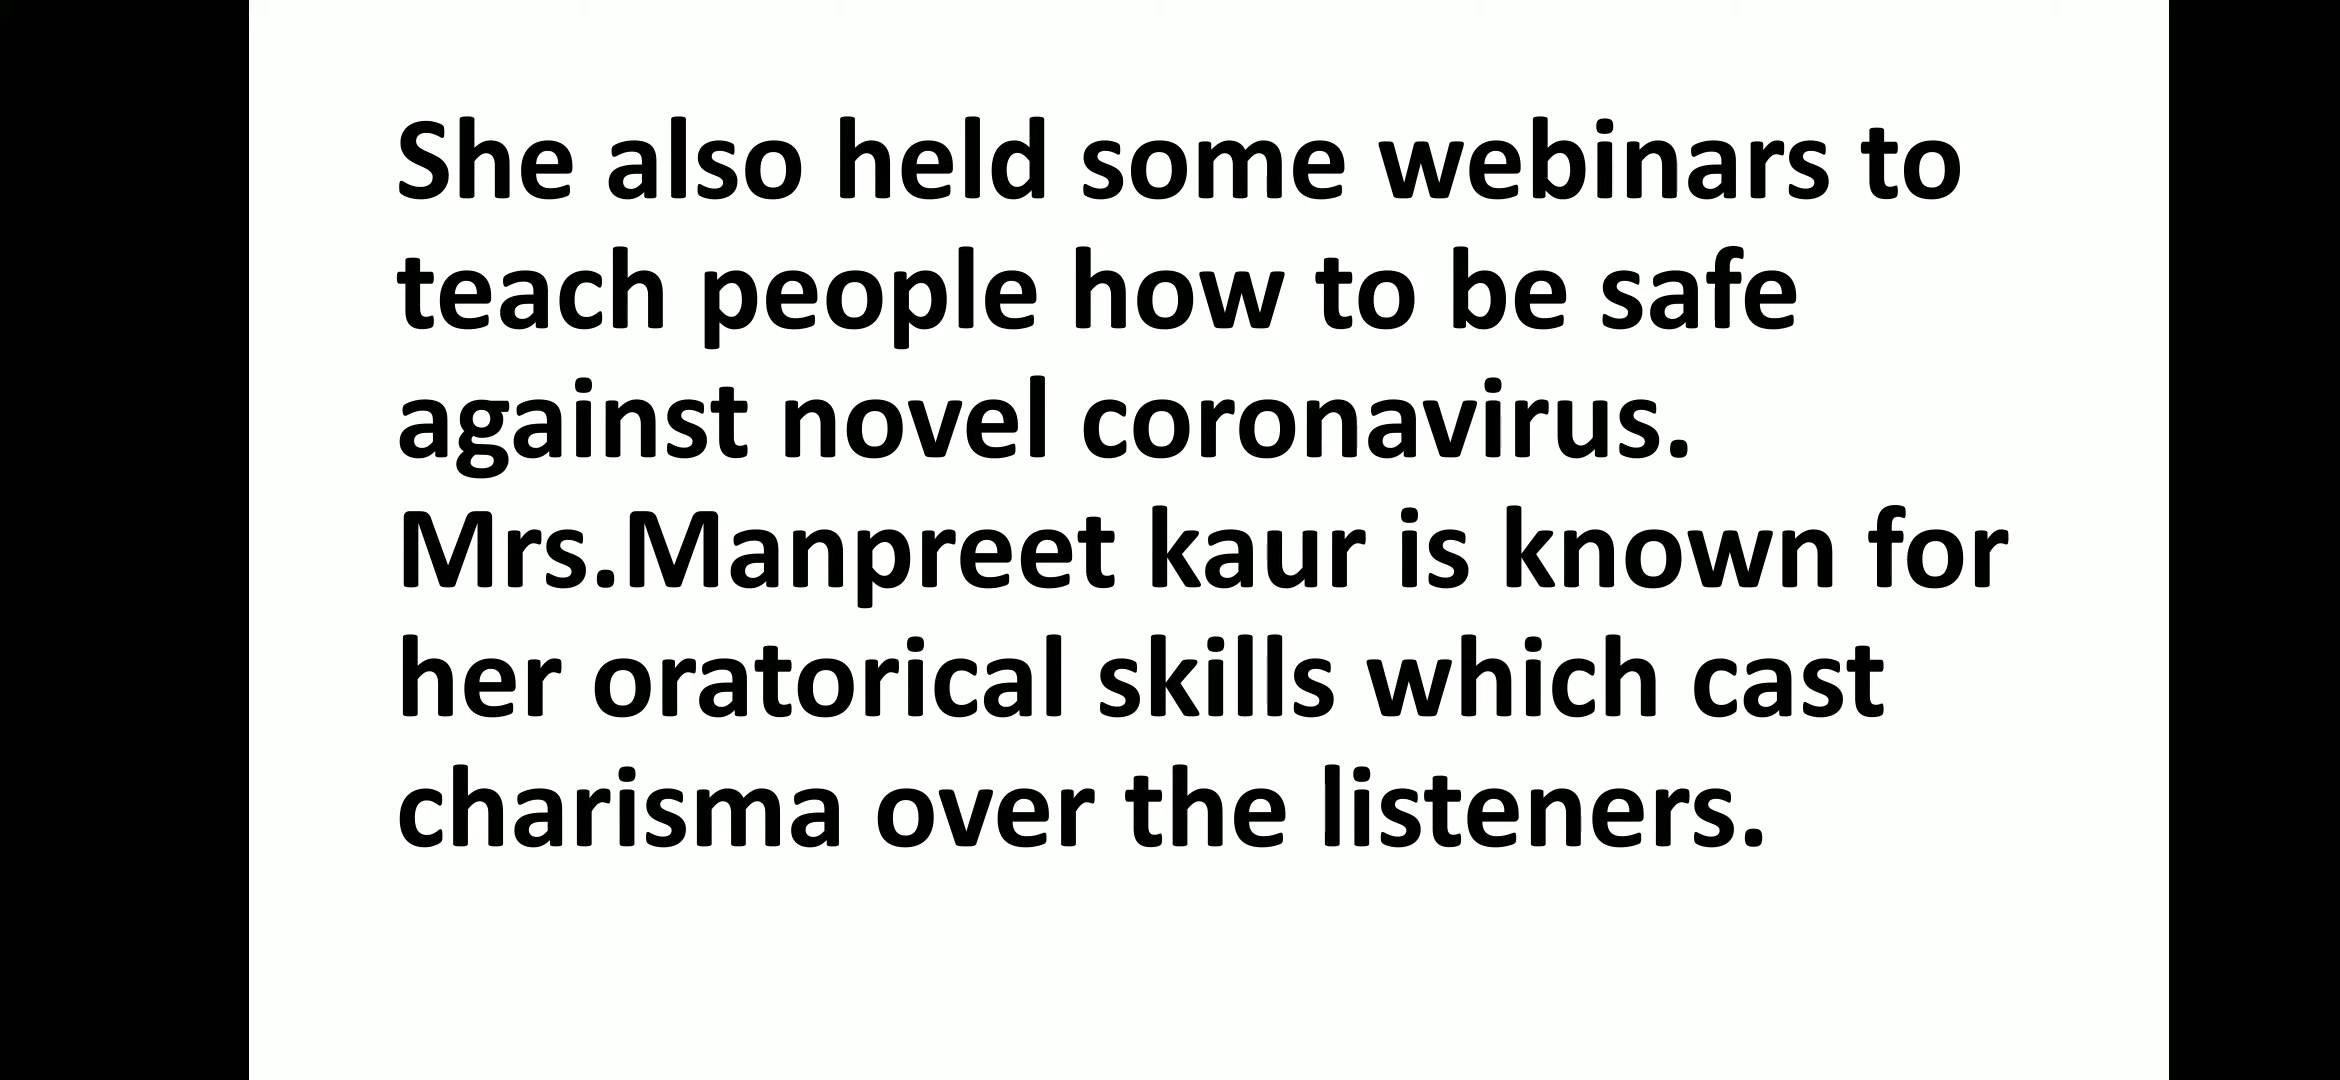 She also held some webinars to
teach people how to be safe
against novel coronavirus.
Mrs.Manpreet kaur is known for
her oratorical skills which cast
charisma over the listeners.